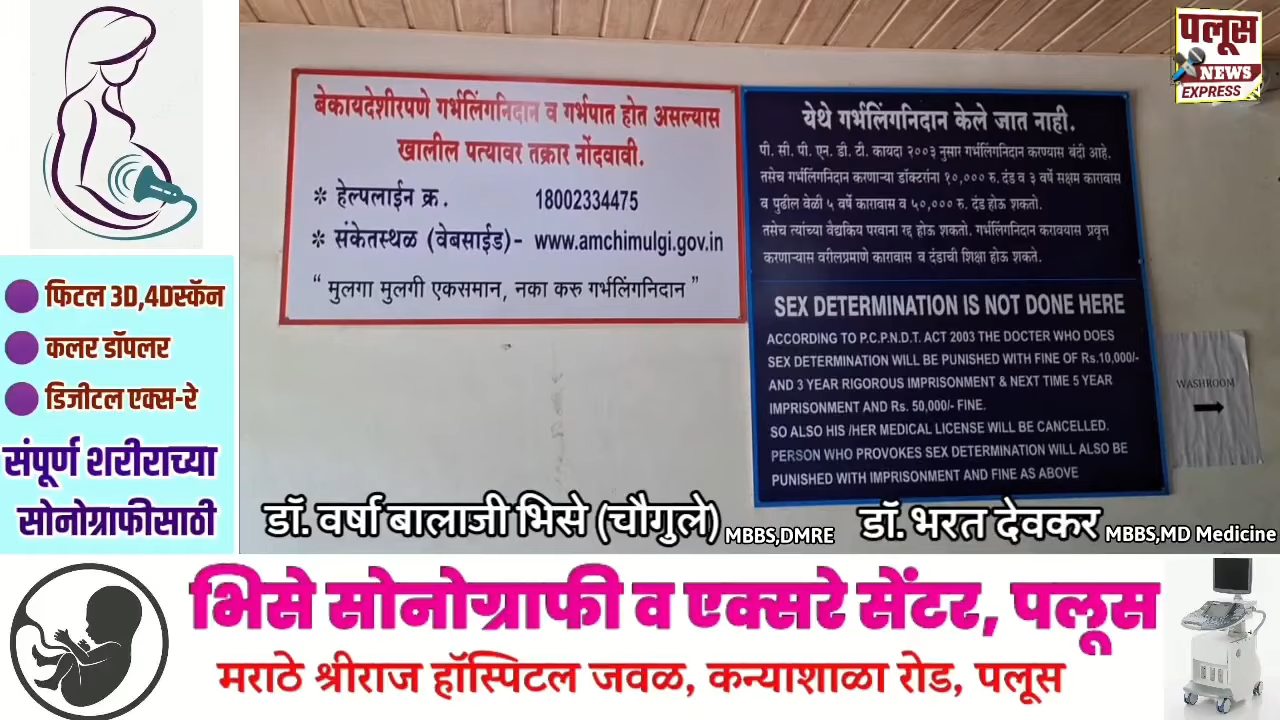 पलूस
NEWS
EXPRESS
बेकायदेशीरपणे गर्भलिंगनिदान व गर्भपात होत असल्यास
खालील पत्यावर तक्रार नोंदवावी.
* हेल्पलाईन क्र. 18002334475
* संकेतस्थळ (वेबसाईड)- www.amchimulgi.gov.in
“ मुलगा मुलगी एकसमान, नका करु गर्भलिंगनिदान ”
येथे गर्भलिंगनिदान केले जात नाही.
पी. सी. पी. एन. डी. टी. कायदा २००३ नुसार गर्भलिंगनिदान करण्यास बंदी आहे.
तसेच गर्भलिंगनिदान करणाऱ्या डॉक्टरांना १०,००० रु. दंड व ३ वर्षे सक्षम कारावास
व पुढील वेळी ५ वर्षे कारावास व ५०,००० रु. दंड होऊ शकतो.
तसेच त्यांच्या वैद्यकिय परवाना रद्द होऊ शकतो. गर्भलिंगनिदान करावयास प्रवृत्त
करणाऱ्यास वरीलप्रमाणे कारावास व दंडाची शिक्षा होऊ शकते.
SEX DETERMINATION IS NOT DONE HERE
ACCORDING TO P.C.P.N.D.T. ACT 2003 THE DOCTER WHO DOES
SEX DETERMINATION WILL BE PUNISHED WITH FINE OF Rs.10,000/-
AND 3 YEAR RIGOROUS IMPRISONMENT & NEXT TIME 5 YEAR
IMPRISONMENT AND Rs. 50,000/- FINE.
SO ALSO HIS /HER MEDICAL LICENSE WILL BE CANCELLED.
PERSON WHO PROVOKES SEX DETERMINATION WILL ALSO BE
PUNISHED WITH IMPRISONMENT AND FINE AS ABOVE
WASHROOM
फिटल 3D,4Dस्कॅन
कलर डॉपलर
डिजीटल एक्स-रे
संपूर्ण शरीराच्या
सोनोग्राफीसाठी
डॉ. वर्षा बालाजी भिसे (चौगुले) MBBS,DMRE
डॉ. भरत देवकर MBBS,MD Medicine
भिसे सोनोग्राफी व एक्सरे सेंटर, पलूस
मराठे श्रीराज हॉस्पिटल जवळ, कन्याशाळा रोड, पलूस